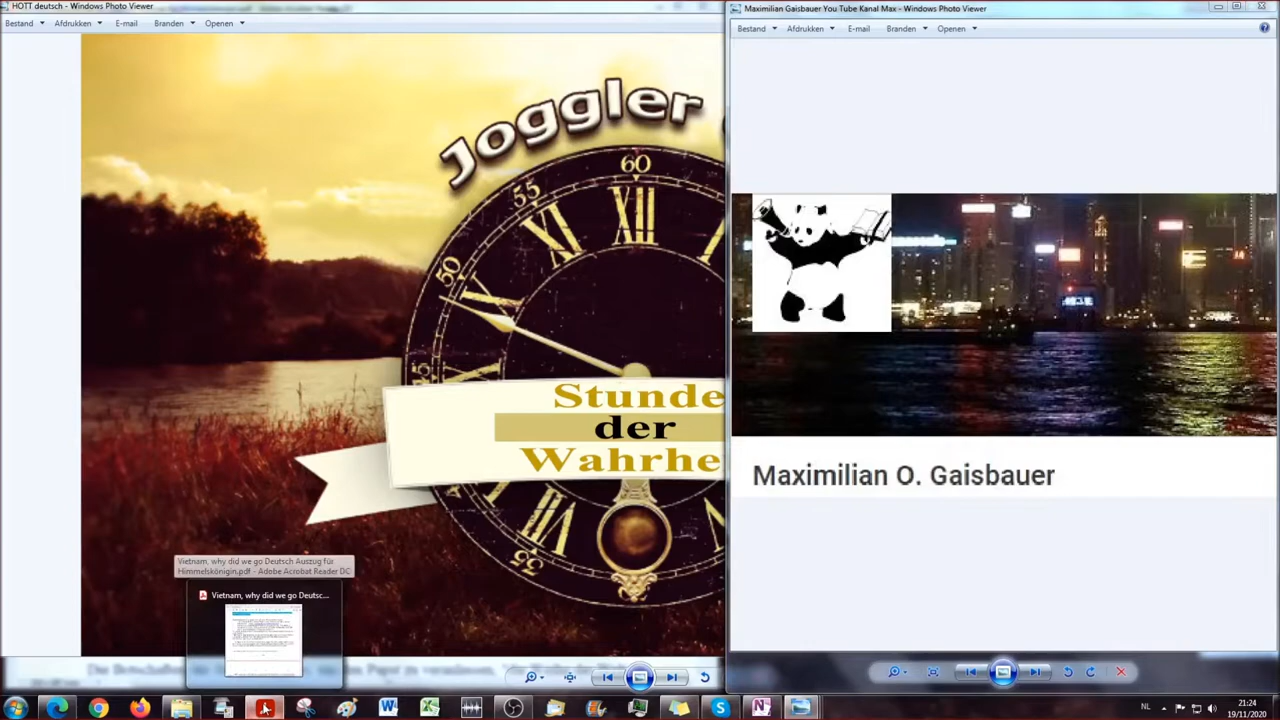 HOTT deutsch - Windows Photo Viewer
Bestand Afdrukken E-mail Branden Openen
Joggler
60
55
50
XII
XI
X
Stunde
der
Wahrhe
35
Maximilian Gaisbauer You Tube Kanal Max - Windows Photo Viewer
Bestand Afdrukken E-mail Branden Openen
Maximilian O. Gaisbauer
Vietnam, why did we go Deutsch Auszug für
Himmelskönigin.pdf - Adobe Acrobat Reader DC
Vietnam, why did we go Deutsc...
NL
21:24
19/11/2020